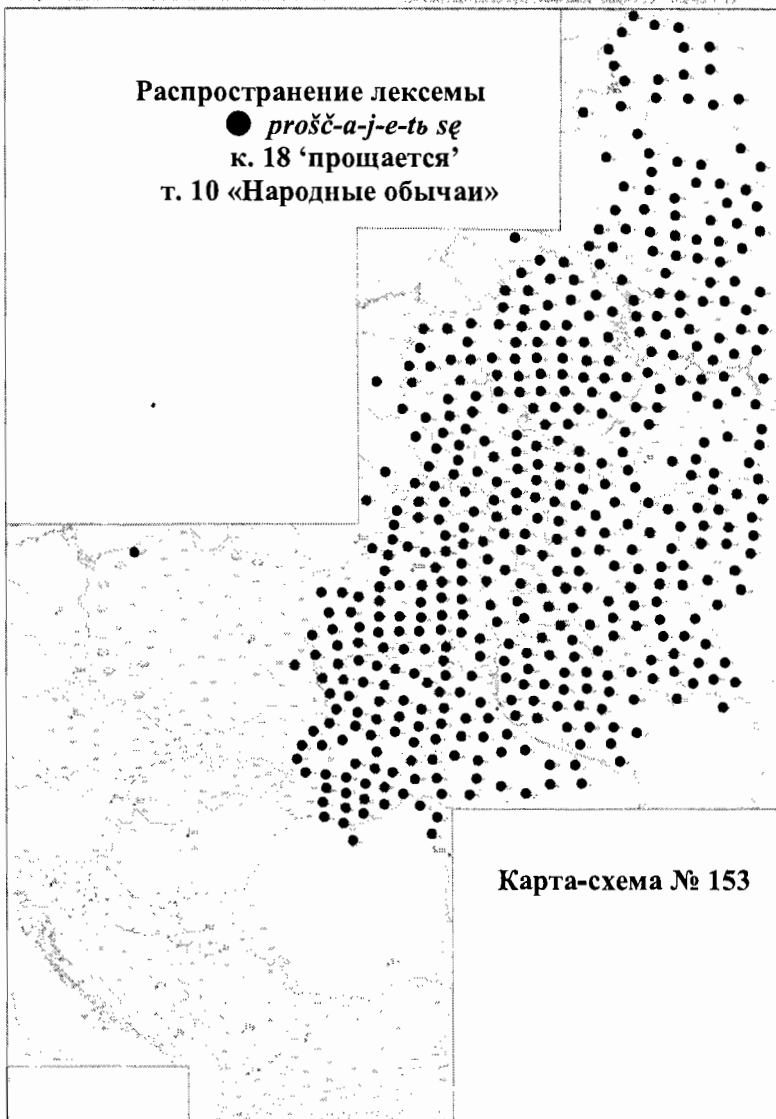 Распространение лексемы
● prošč-a-j-e-tь sę
к. 18 ‘прощается’
т. 10 «Народные обычаи»
Карта-схема № 153